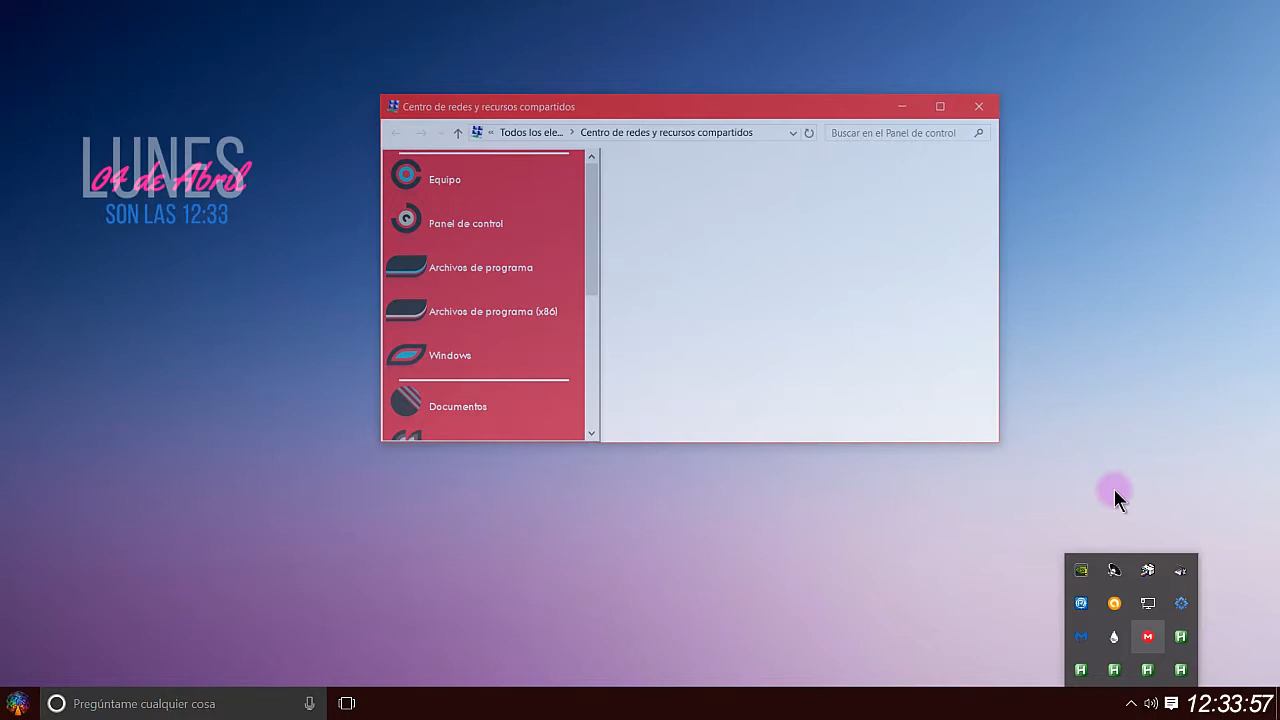 Centro de redes y recursos compartidos
« Todos los ele... > Centro de redes y recursos compartidos
Buscar en el Panel de control
LUNES
04 de Abril
SON LAS 12:33
Equipo
Panel de control
Archivos de programa
Archivos de programa (x86)
Windows
Documentos
Pregúntame cualquier cosa
12:33:57